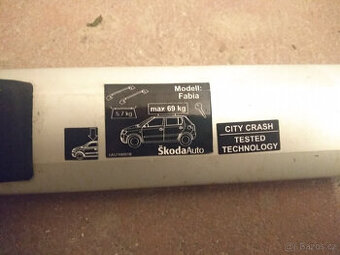 Modell:
Fabia
5,7 kg
max 69 kg
ŠkodaAuto
CITY CRASH
TESTED
TECHNOLOGY